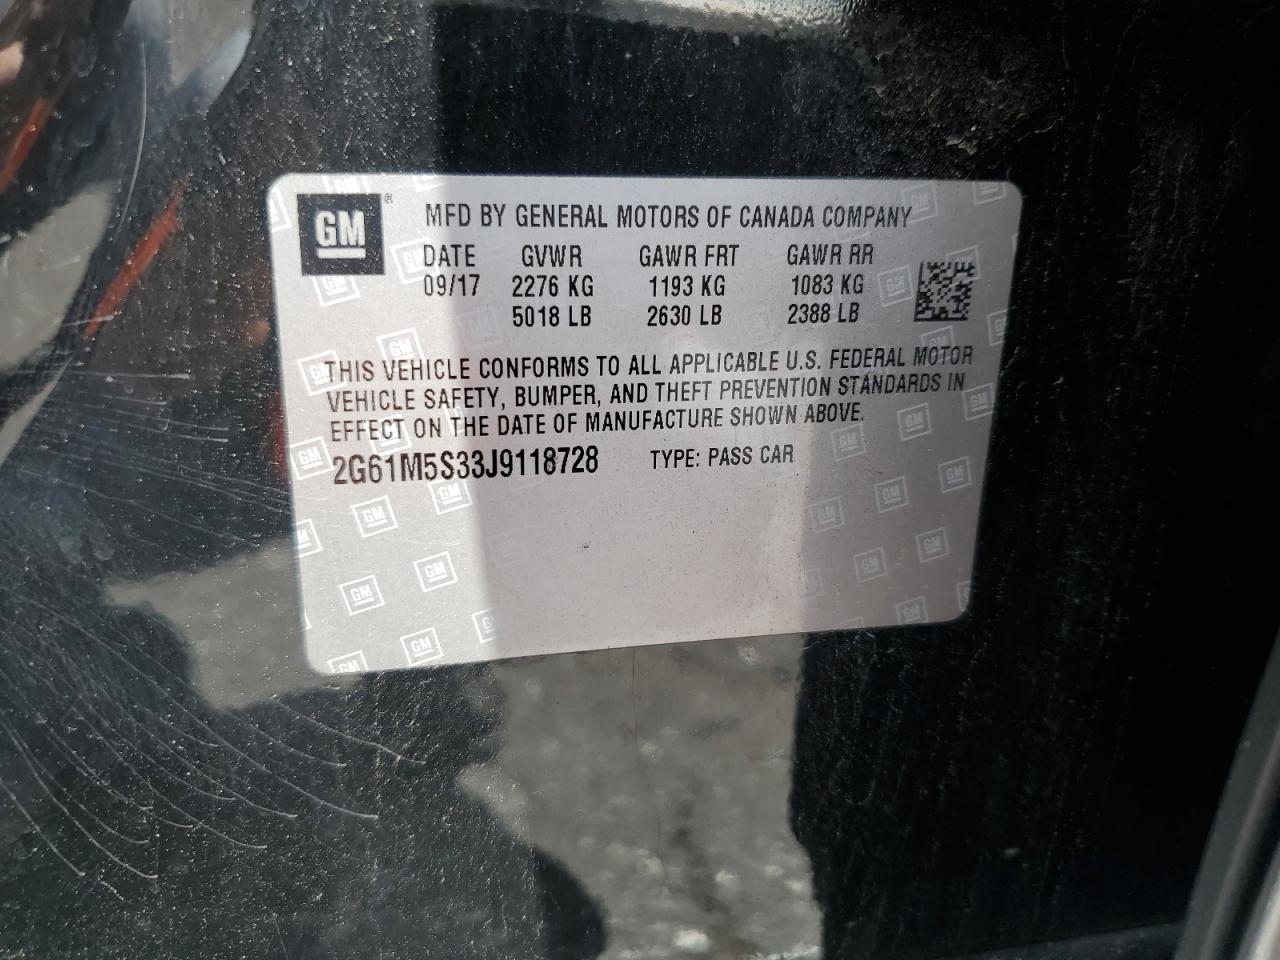 GM ® MFD BY GENERAL MOTORS OF CANADA COMPANY
DATE GVWR GAWR FRT GAWR RR
09/17 2276 KG 1193 KG 1083 KG
5018 LB 2630 LB 2388 LB
THIS VEHICLE CONFORMS TO ALL APPLICABLE U.S. FEDERAL MOTOR
VEHICLE SAFETY, BUMPER, AND THEFT PREVENTION STANDARDS IN
EFFECT ON THE DATE OF MANUFACTURE SHOWN ABOVE.
2G61M5S33J9118728 TYPE: PASS CAR